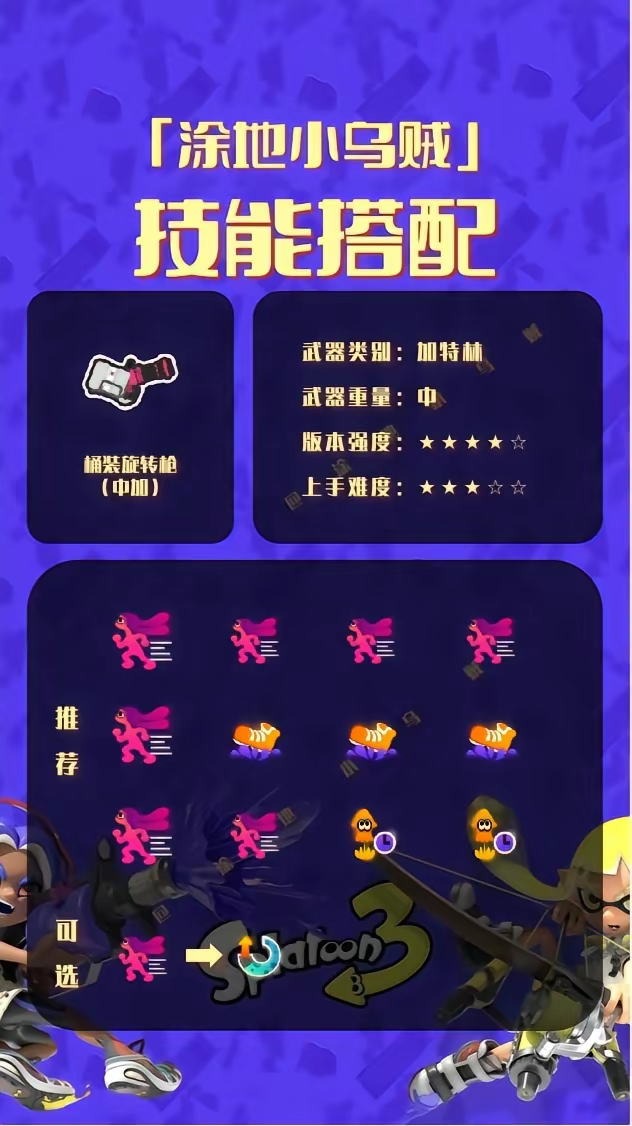 「涂地小乌贼」
技能搭配
桶装旋转枪
（中加）
武器类别：加特林
武器重量：中
版本强度：★★★★☆
上手难度：★★★☆☆
推荐
可选
Splatoon 3